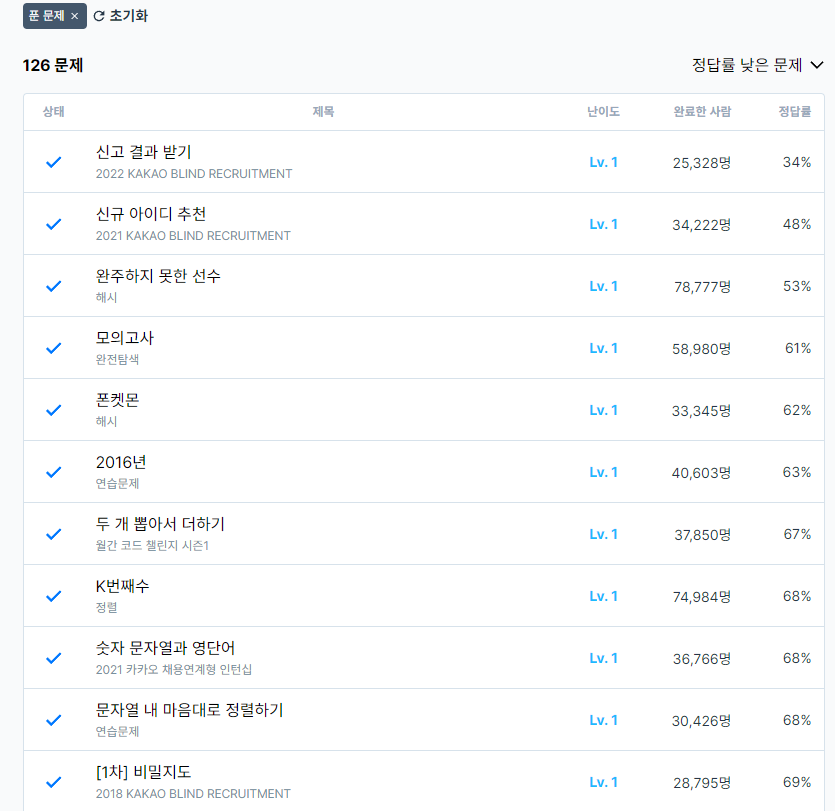 푼 문제 × 초기화
126 문제 정답률 낮은 문제
상태 제목 난이도 완료한 사람 정답률
신고 결과 받기
2022 KAKAO BLIND RECRUITMENT
Lv. 1 25,328명 34%
신규 아이디 추천
2021 KAKAO BLIND RECRUITMENT
Lv. 1 34,222명 48%
완주하지 못한 선수
해시
Lv. 1 78,777명 53%
모의고사
완전탐색
Lv. 1 58,980명 61%
폰켓몬
해시
Lv. 1 33,345명 62%
2016년
연습문제
Lv. 1 40,603명 63%
두 개 뽑아서 더하기
월간 코드 챌린지 시즌1
Lv. 1 37,850명 67%
K번째수
정렬
Lv. 1 74,984명 68%
숫자 문자열과 영단어
2021 카카오 채용연계형 인턴십
Lv. 1 36,766명 68%
문자열 내 마음대로 정렬하기
연습문제
Lv. 1 30,426명 68%
[1차] 비밀지도
2018 KAKAO BLIND RECRUITMENT
Lv. 1 28,795명 69%